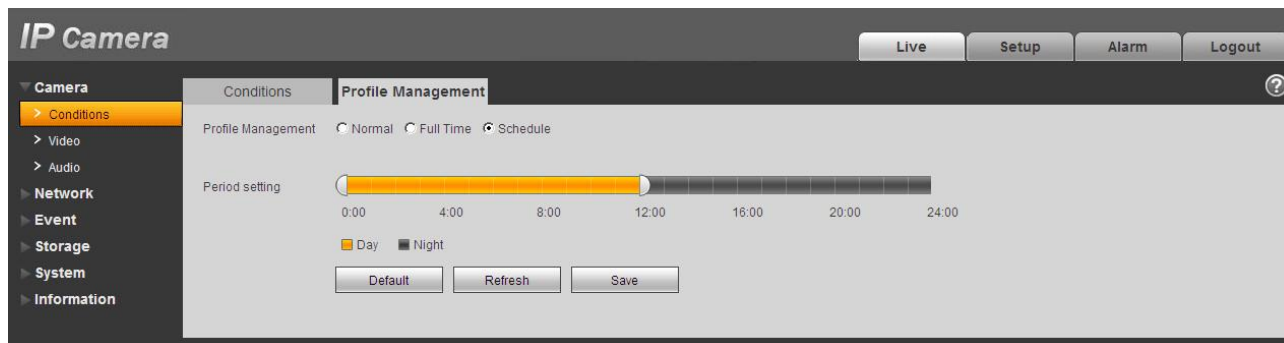 IP Camera
Live Setup Alarm Logout
Camera
Conditions
Video
Audio
Network
Event
Storage
System
Information
Conditions Profile Management
?
Profile Management Normal Full Time Schedule
Period setting
0:00 4:00 8:00 12:00 16:00 20:00 24:00
Day Night
Default Refresh Save